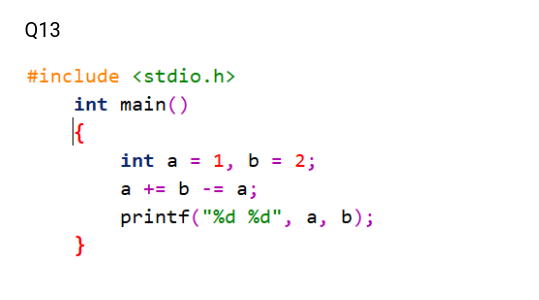 Q13
#include <stdio.h>
int main()
{
int a = 1, b = 2;
a += b -= a;
printf("%d %d", a, b);
}